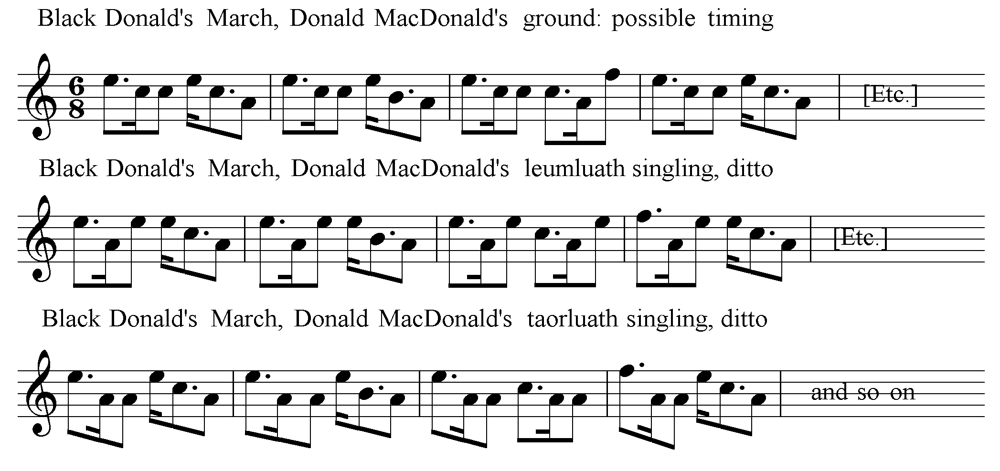 Black Donald's March, Donald MacDonald's ground: possible timing
6
8
[Etc.]
Black Donald's March, Donald MacDonald's leumluath singling, ditto
[Etc.]
Black Donald's March, Donald MacDonald's taorluath singling, ditto
and so on